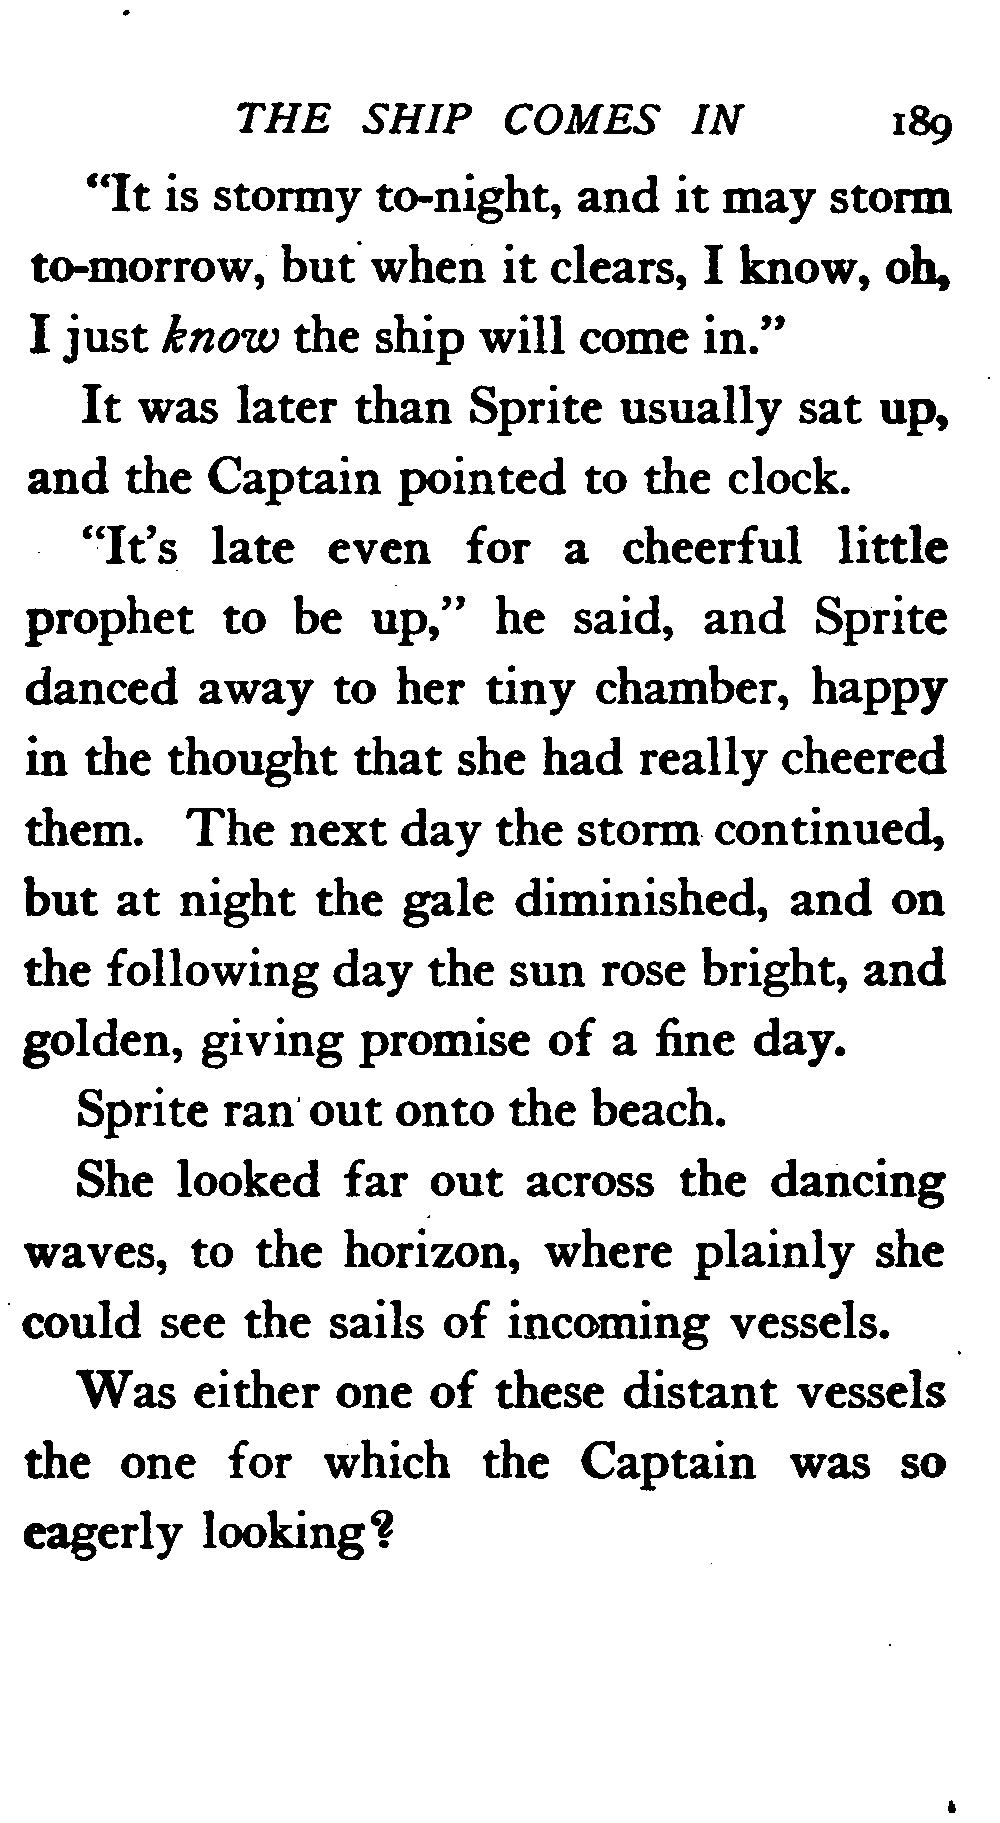 THE SHIP COMES IN 189
“It is stormy to-night, and it may storm
to-morrow, but when it clears, I know, oh,
I just know the ship will come in.”
It was later than Sprite usually sat up,
and the Captain pointed to the clock.
“It’s late even for a cheerful little
prophet to be up,” he said, and Sprite
danced away to her tiny chamber, happy
in the thought that she had really cheered
them. The next day the storm continued,
but at night the gale diminished, and on
the following day the sun rose bright, and
golden, giving promise of a fine day.
Sprite ran out onto the beach.
She looked far out across the dancing
waves, to the horizon, where plainly she
could see the sails of incoming vessels.
Was either one of these distant vessels
the one for which the Captain was so
eagerly looking?